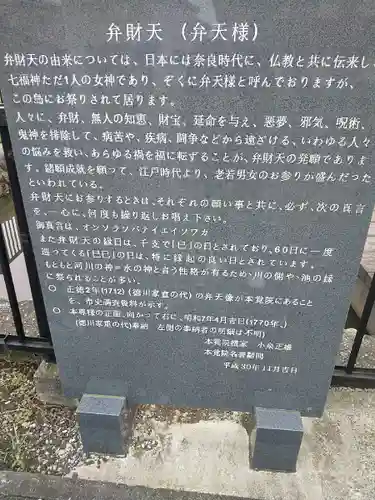 弁財天 (弁天様)
弁財天の由来については、日本には奈良時代に、仏教と共に伝来し、
七福神ただ1人の女神であり、ぞくに弁天様と呼んでおりますが、
この島にお祭りされて居ります。
人々に、弁財、無人の知恵、財宝、延命を与え、悪夢、邪気、呪術、
鬼神を排除して、病苦や、疾病、闘争などから遠ざける、いわゆる人々
の悩みを救い、あらゆる禍を福に転ずることが、弁財天の発願でありま
す。諸願成就を願って、江戸時代より、老若男女のお参りが盛んだった
といわれている。
弁財天にお参りするときは、それぞれの願い事と共に、必ず、次の真言
を、一心に、何度も繰り返しお唱え下さい。
御真言は、オンソラソバテイエイソワカ
また弁財天の縁日は、干支で「巳」の日とされており、60日に一度
巡ってくる「己巳」の日は、特に縁起の良い日とされています。
もともと河川の神=水の神と言う性格が有るため、川の側や、池の縁
に祭られることが多い。
○ 正徳2年(1712)(徳川家宣の代)の弁天像が本覚院にあること
を、市史調査資料が示す。
○ 本尊様の正面、向かって右に、明和7年4月吉日(1770年、)
(徳川家治の代)奉納 左側の奉納者の明細は不明)
本覚院檀家 小泉正雄
本覚院名誉顧問
平成30年11月吉日